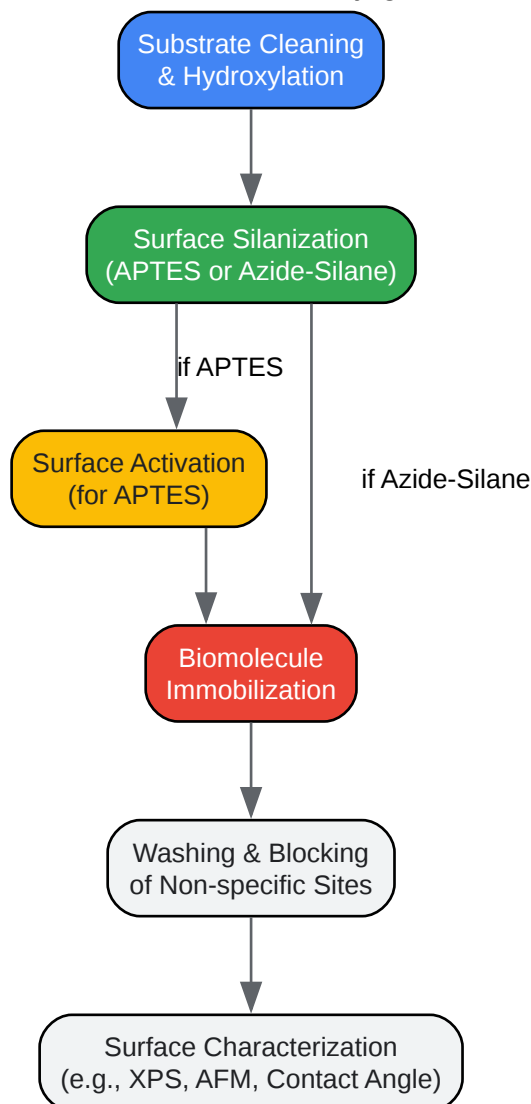 Substrate Cleaning
& Hydroxylation
Surface Silanization
(APTES or Azide-Silane)
if APTES
Surface Activation
(for APTES)
if Azide-Silane
Biomolecule
Immobilization
Washing & Blocking
of Non-specific Sites
Surface Characterization
(e.g., XPS, AFM, Contact Angle)